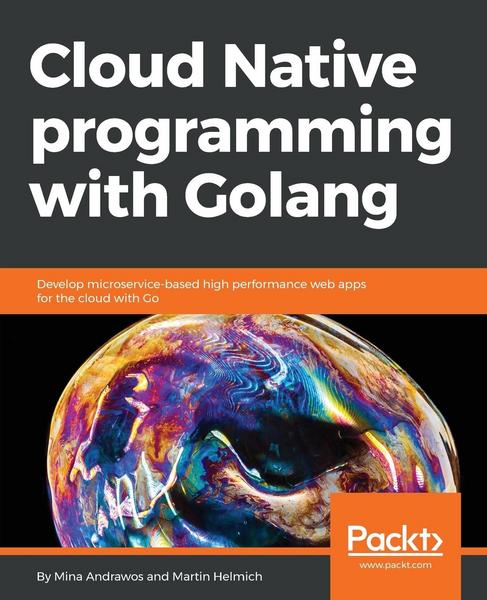 Cloud Native
programming
with Golang
Develop microservice-based high performance web apps
for the cloud with Go
Packt>
www.packt.com
By Mina Andrawos and Martin Helmich